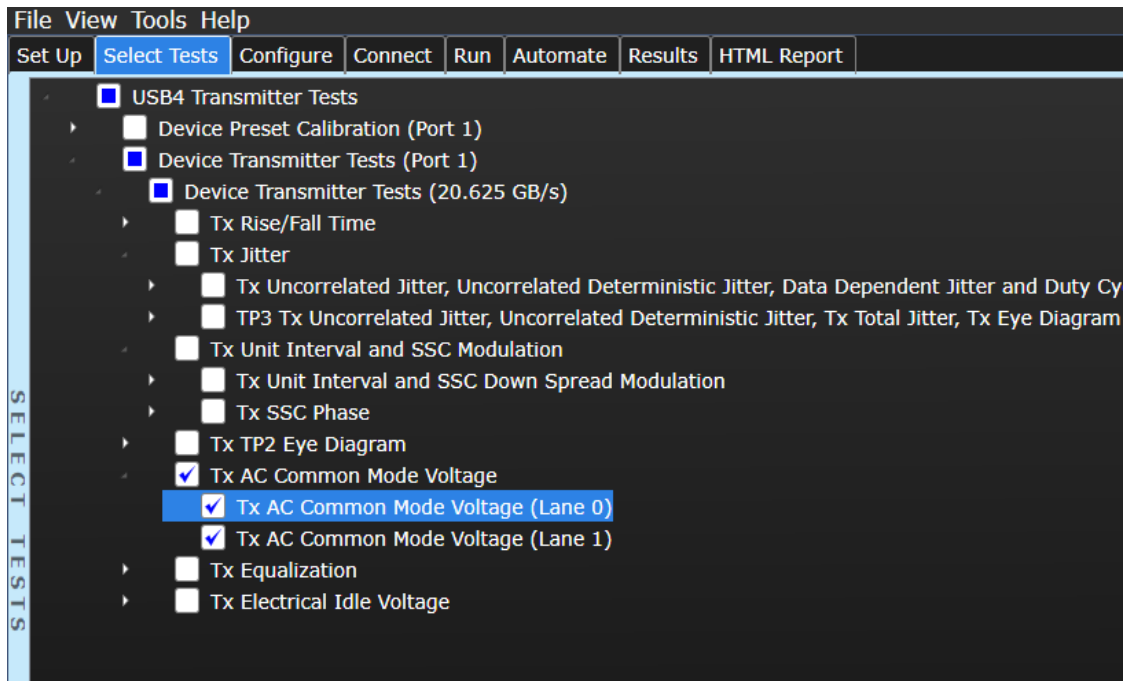 File View Tools Help
Set Up Select Tests Configure Connect Run Automate Results HTML Report
USB4 Transmitter Tests
Device Preset Calibration (Port 1)
Device Transmitter Tests (Port 1)
Device Transmitter Tests (20.625 GB/s)
Tx Rise/Fall Time
Tx Jitter
Tx Uncorrelated Jitter, Uncorrelated Deterministic Jitter, Data Dependent Jitter and Duty Cy
TP3 Tx Uncorrelated Jitter, Uncorrelated Deterministic Jitter, Tx Total Jitter, Tx Eye Diagram
Tx Unit Interval and SSC Modulation
Tx Unit Interval and SSC Down Spread Modulation
Tx SSC Phase
Tx TP2 Eye Diagram
Tx AC Common Mode Voltage
Tx AC Common Mode Voltage (Lane 0)
Tx AC Common Mode Voltage (Lane 1)
Tx Equalization
Tx Electrical Idle Voltage
SELECT TESTS